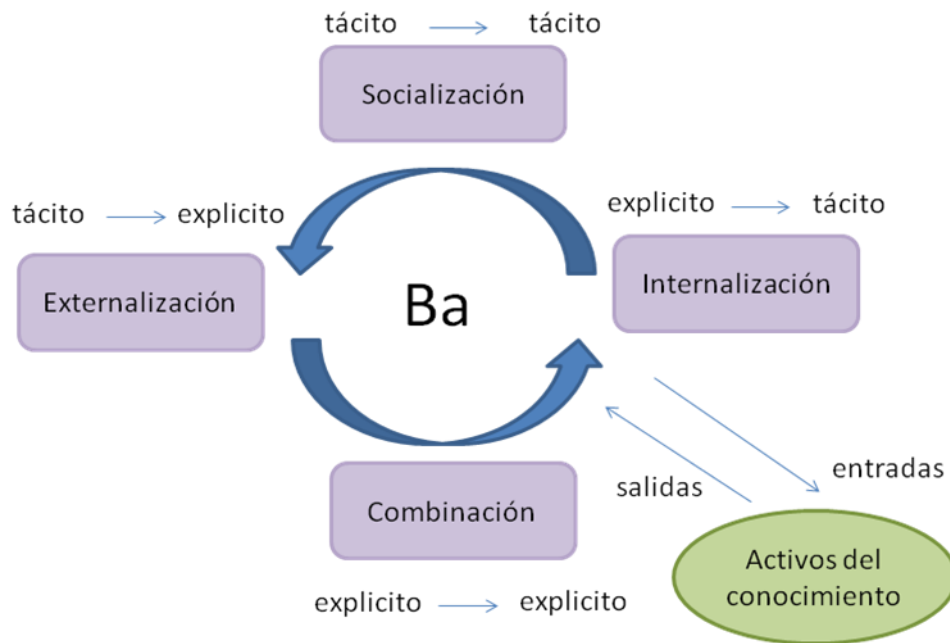 tácito tácito
Socialización
tácito explicito
Externalización
explicito tácito
Internalización
Ba
Combinación
explicito explicito
salidas
entradas
Activos del
conocimiento